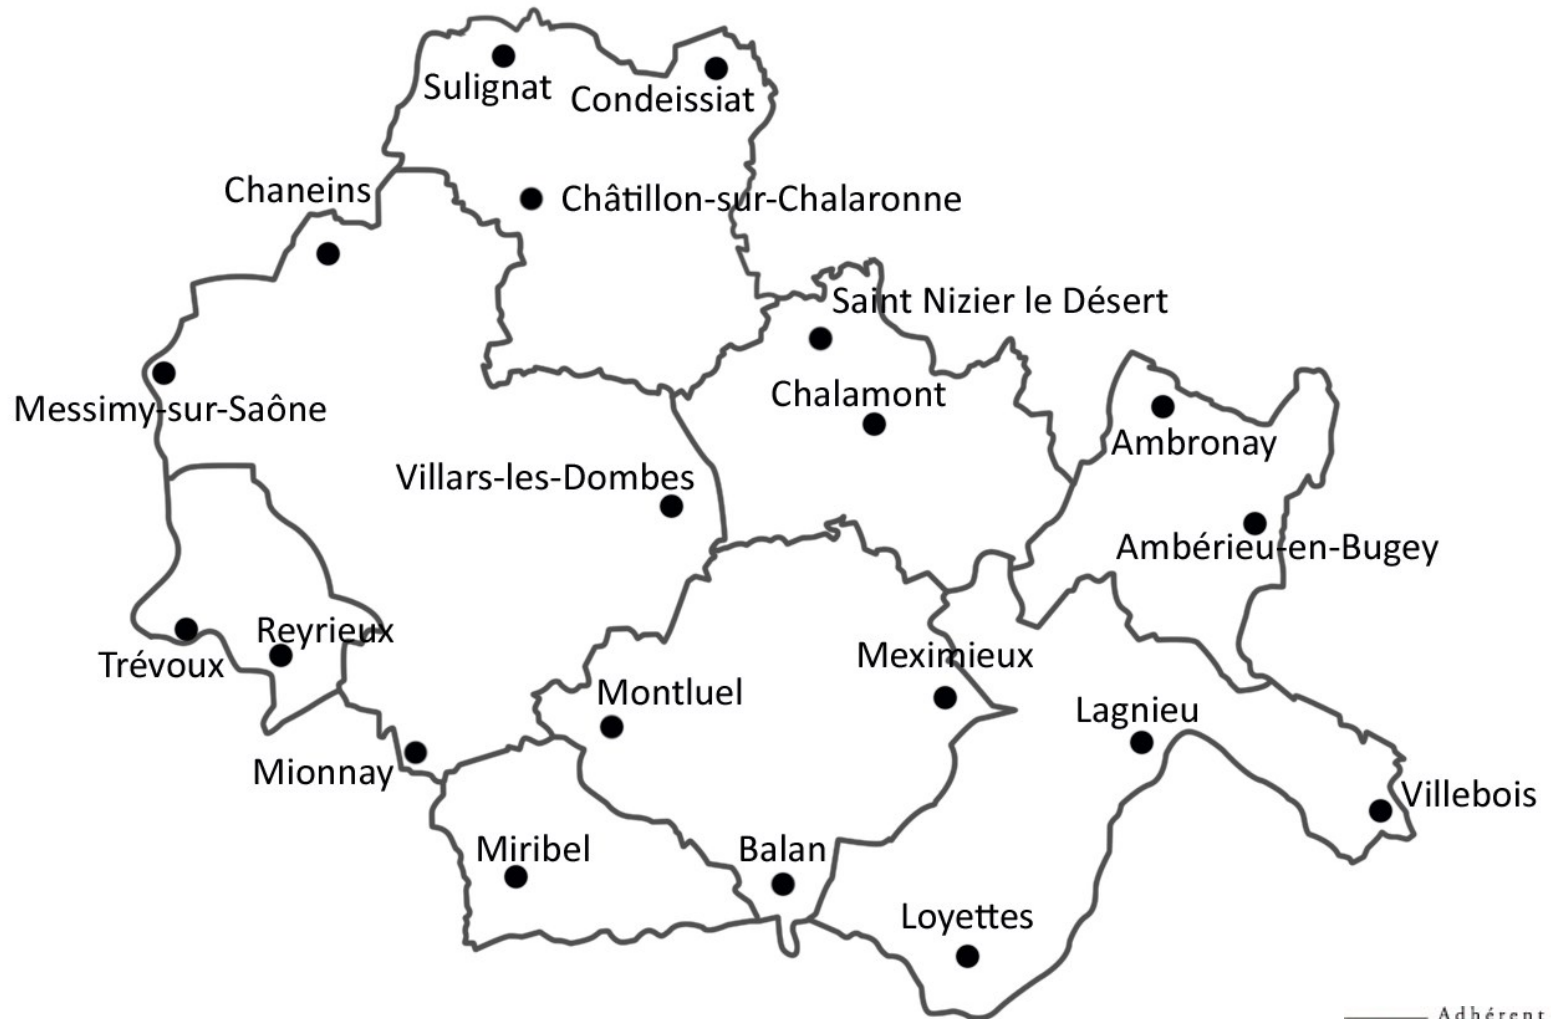 Sulignat
Condeissiat
Chaneins
Châtillon-sur-Chalaronne
Saint Nizier le Désert
Chalamont
Messimy-sur-Saône
Ambronay
Villars-les-Dombes
Ambérieu-en-Bugey
Reyrieux
Trévoux
Meximieux
Montluel
Lagnieu
Mionnay
Villebois
Miribel
Balan
Loyettes
Adhérent